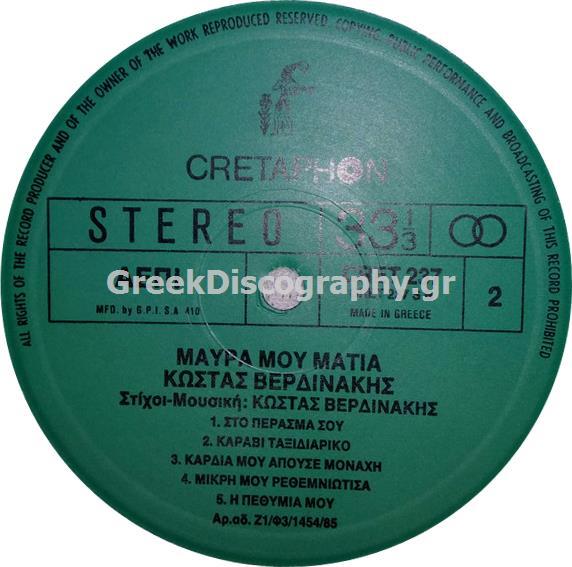 ALL RIGHTS OF THE RECORD PRODUCER AND OF THE OWNER OF THE WORK REPRODUCED RESERVED. COPYING, PUBLIC PERFORMANCE AND BROADCASTING OF THIS RECORD PROHIBITED
CRETAPHON
STEREO 33 1/3
GreekDiscography.gr
MFD. by G.P.I. S.A 410
MADE IN GREECE
2
ΜΑΥΡΑ ΜΟΥ ΜΑΤΙΑ
ΚΩΣΤΑΣ ΒΕΡΔΙΝΑΚΗΣ
Στίχοι-Μουσική: ΚΩΣΤΑΣ ΒΕΡΔΙΝΑΚΗΣ
1. ΣΤΟ ΠΕΡΑΣΜΑ ΣΟΥ
2. ΚΑΡΑΒΙ ΤΑΞΙΔΙΑΡΙΚΟ
3. ΚΑΡΔΙΑ ΜΟΥ ΑΠΟΥΣΕ ΜΟΝΑΧΗ
4. ΜΙΚΡΗ ΜΟΥ ΡΕΘΕΜΝΙΩΤΙΣΑ
5. Η ΠΕΘΥΜΙΑ ΜΟΥ
Αρ.αδ. Ζ1/Φ3/1454/85